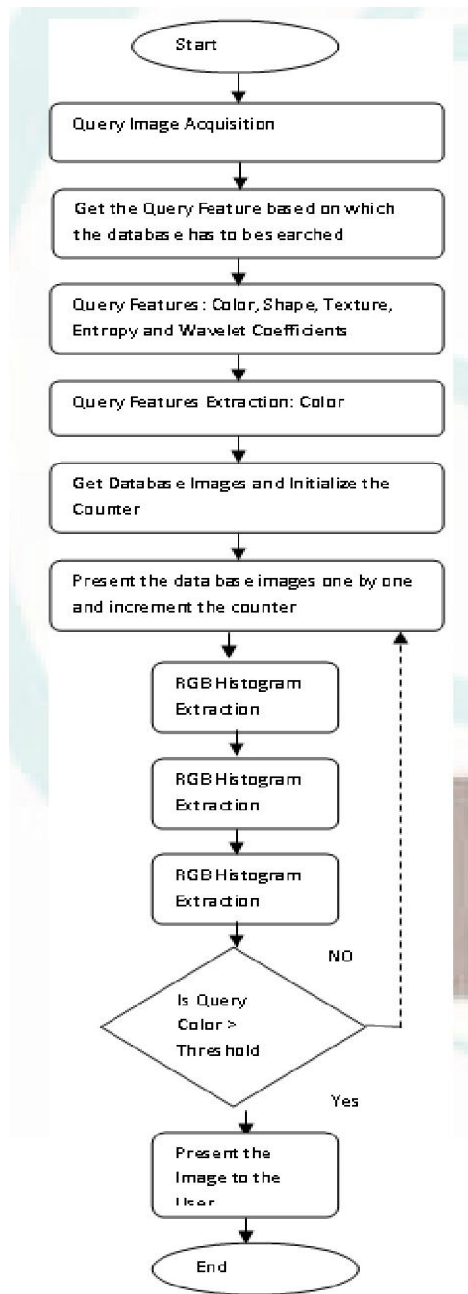 Start
Query Image Acquisition
Get the Query Feature based on which
the database has to be searched
Query Features: Color, Shape, Texture,
Entropy and Wavelet Coefficients
Query Features Extraction: Color
Get Database Images and Initialize the
Counter
Present the data base images one by one
and increment the counter
RGB Histogram
Extraction
RGB Histogram
Extraction
RGB Histogram
Extraction
NO
Is Query
Color >
Threshold
Yes
Present the
Image to the
User
End